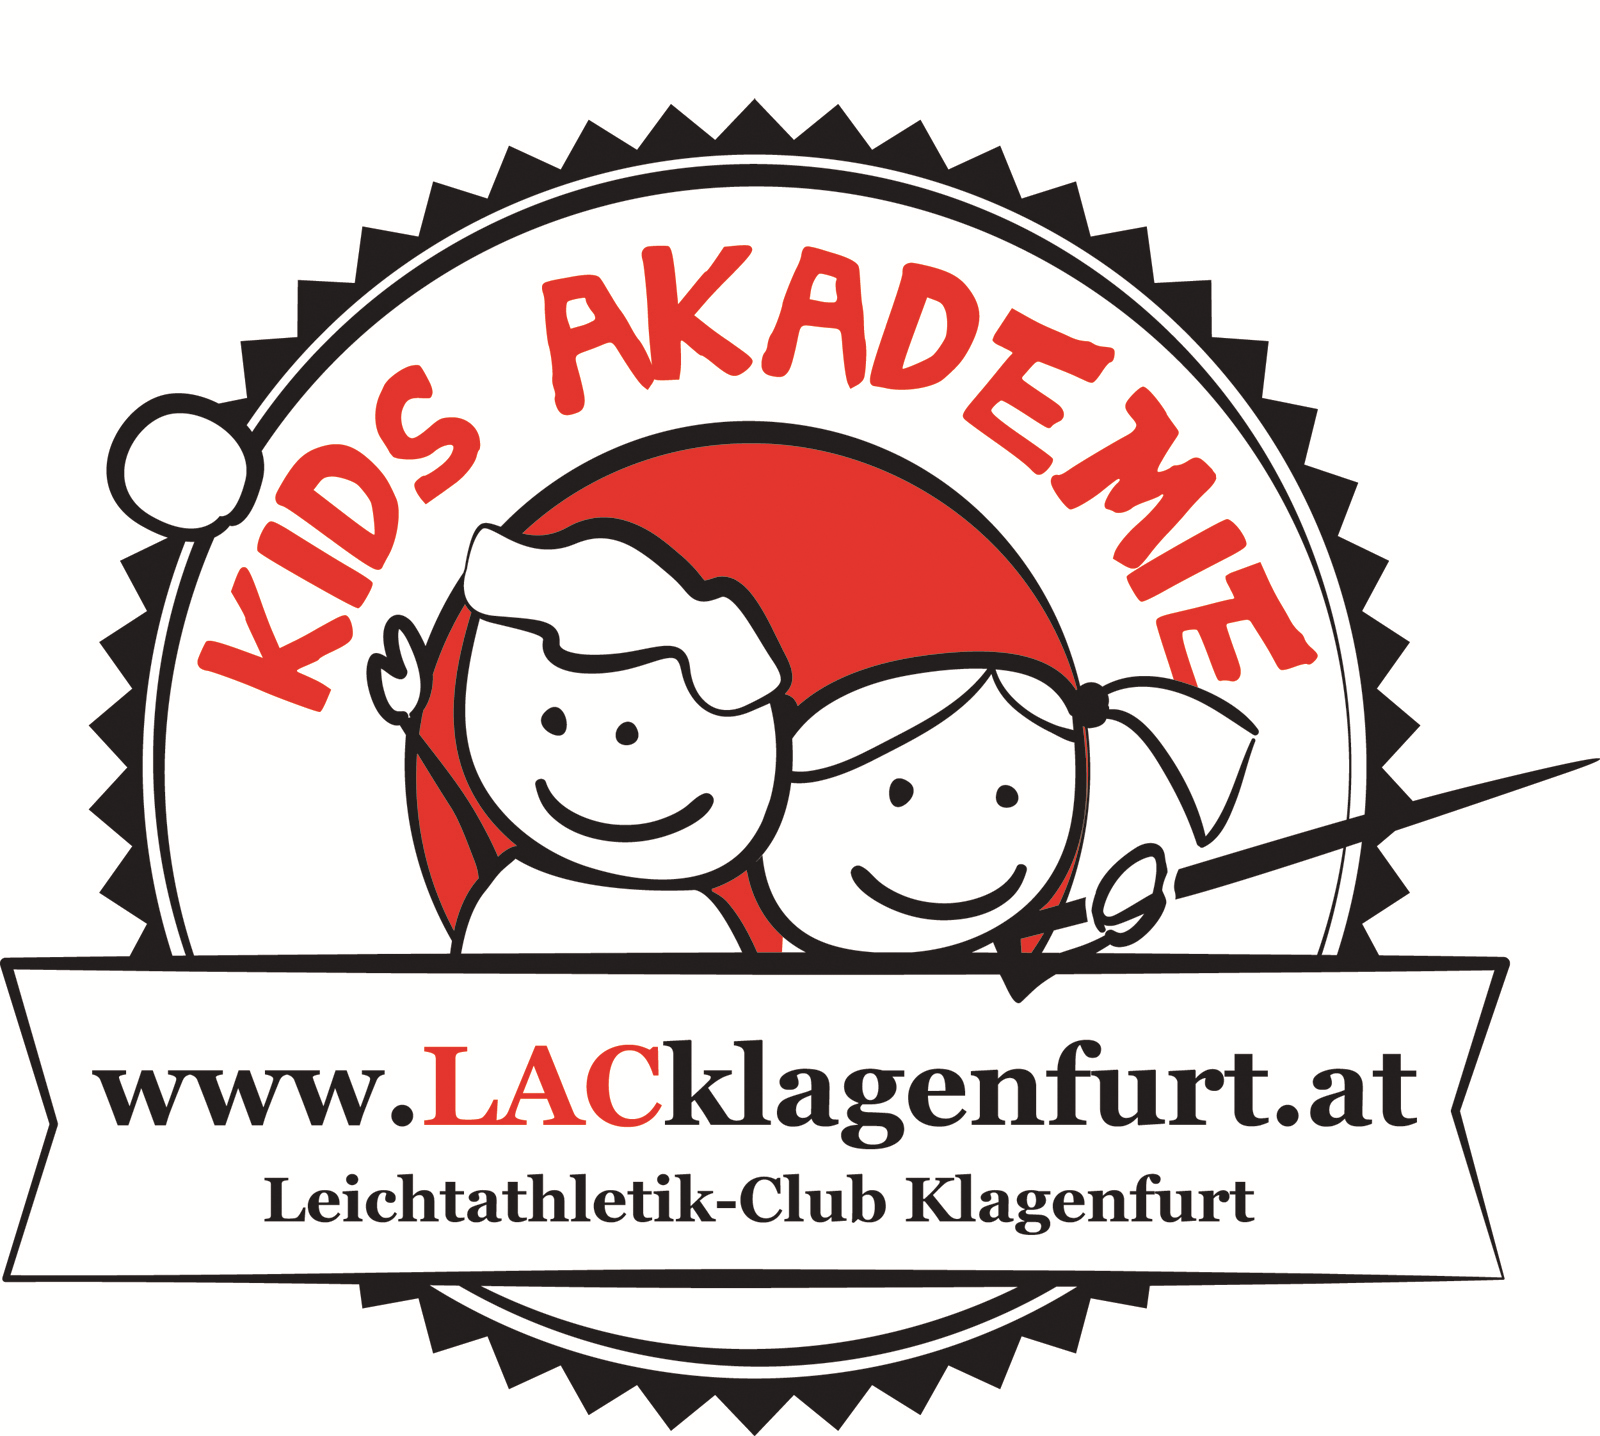 KIDS AKADEMIE
www.LACklagenfurt.at
Leichtathletik-Club Klagenfurt